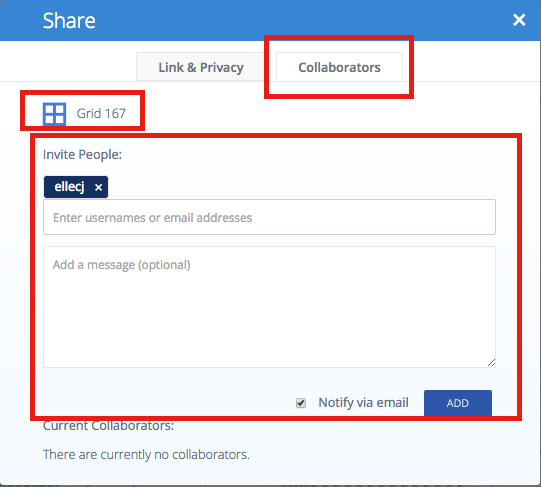 Share ×
Link & Privacy Collaborators
Grid 167
Invite People:
ellecj ×
Enter usernames or email addresses
Add a message (optional)
Notify via email ADD
Current Collaborators:
There are currently no collaborators.